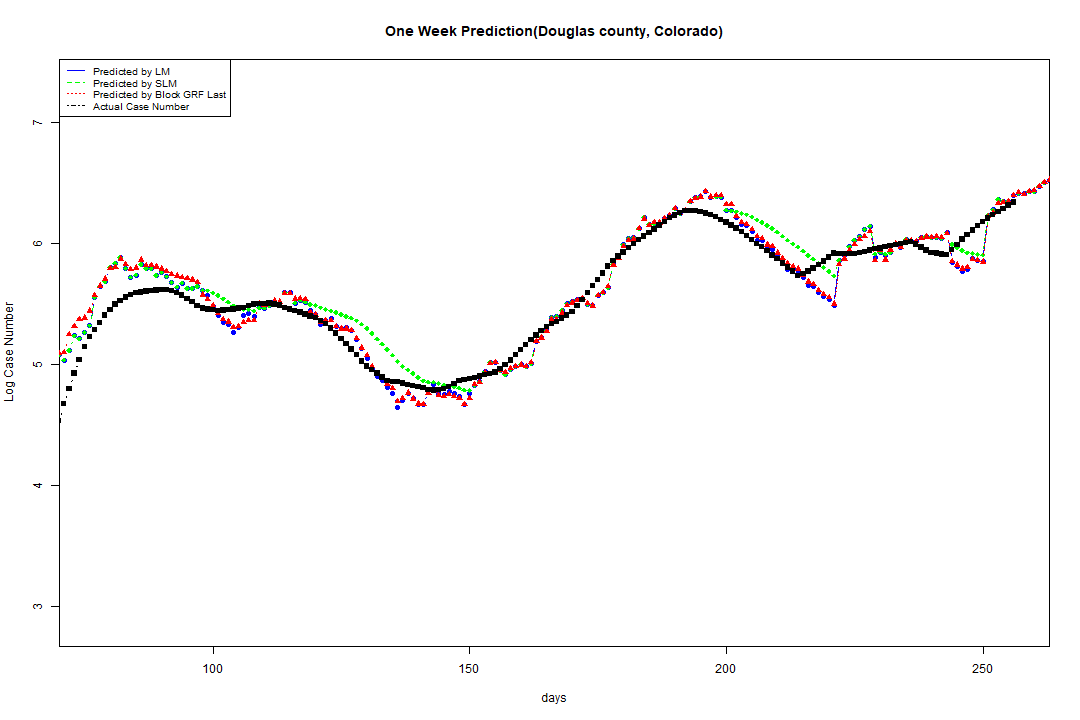 One Week Prediction(Douglas county, Colorado)
Predicted by LM
Predicted by SLM
Predicted by Block GRF Last
Actual Case Number
Log Case Number
7
6
5
4
3
100 150 200 250
days